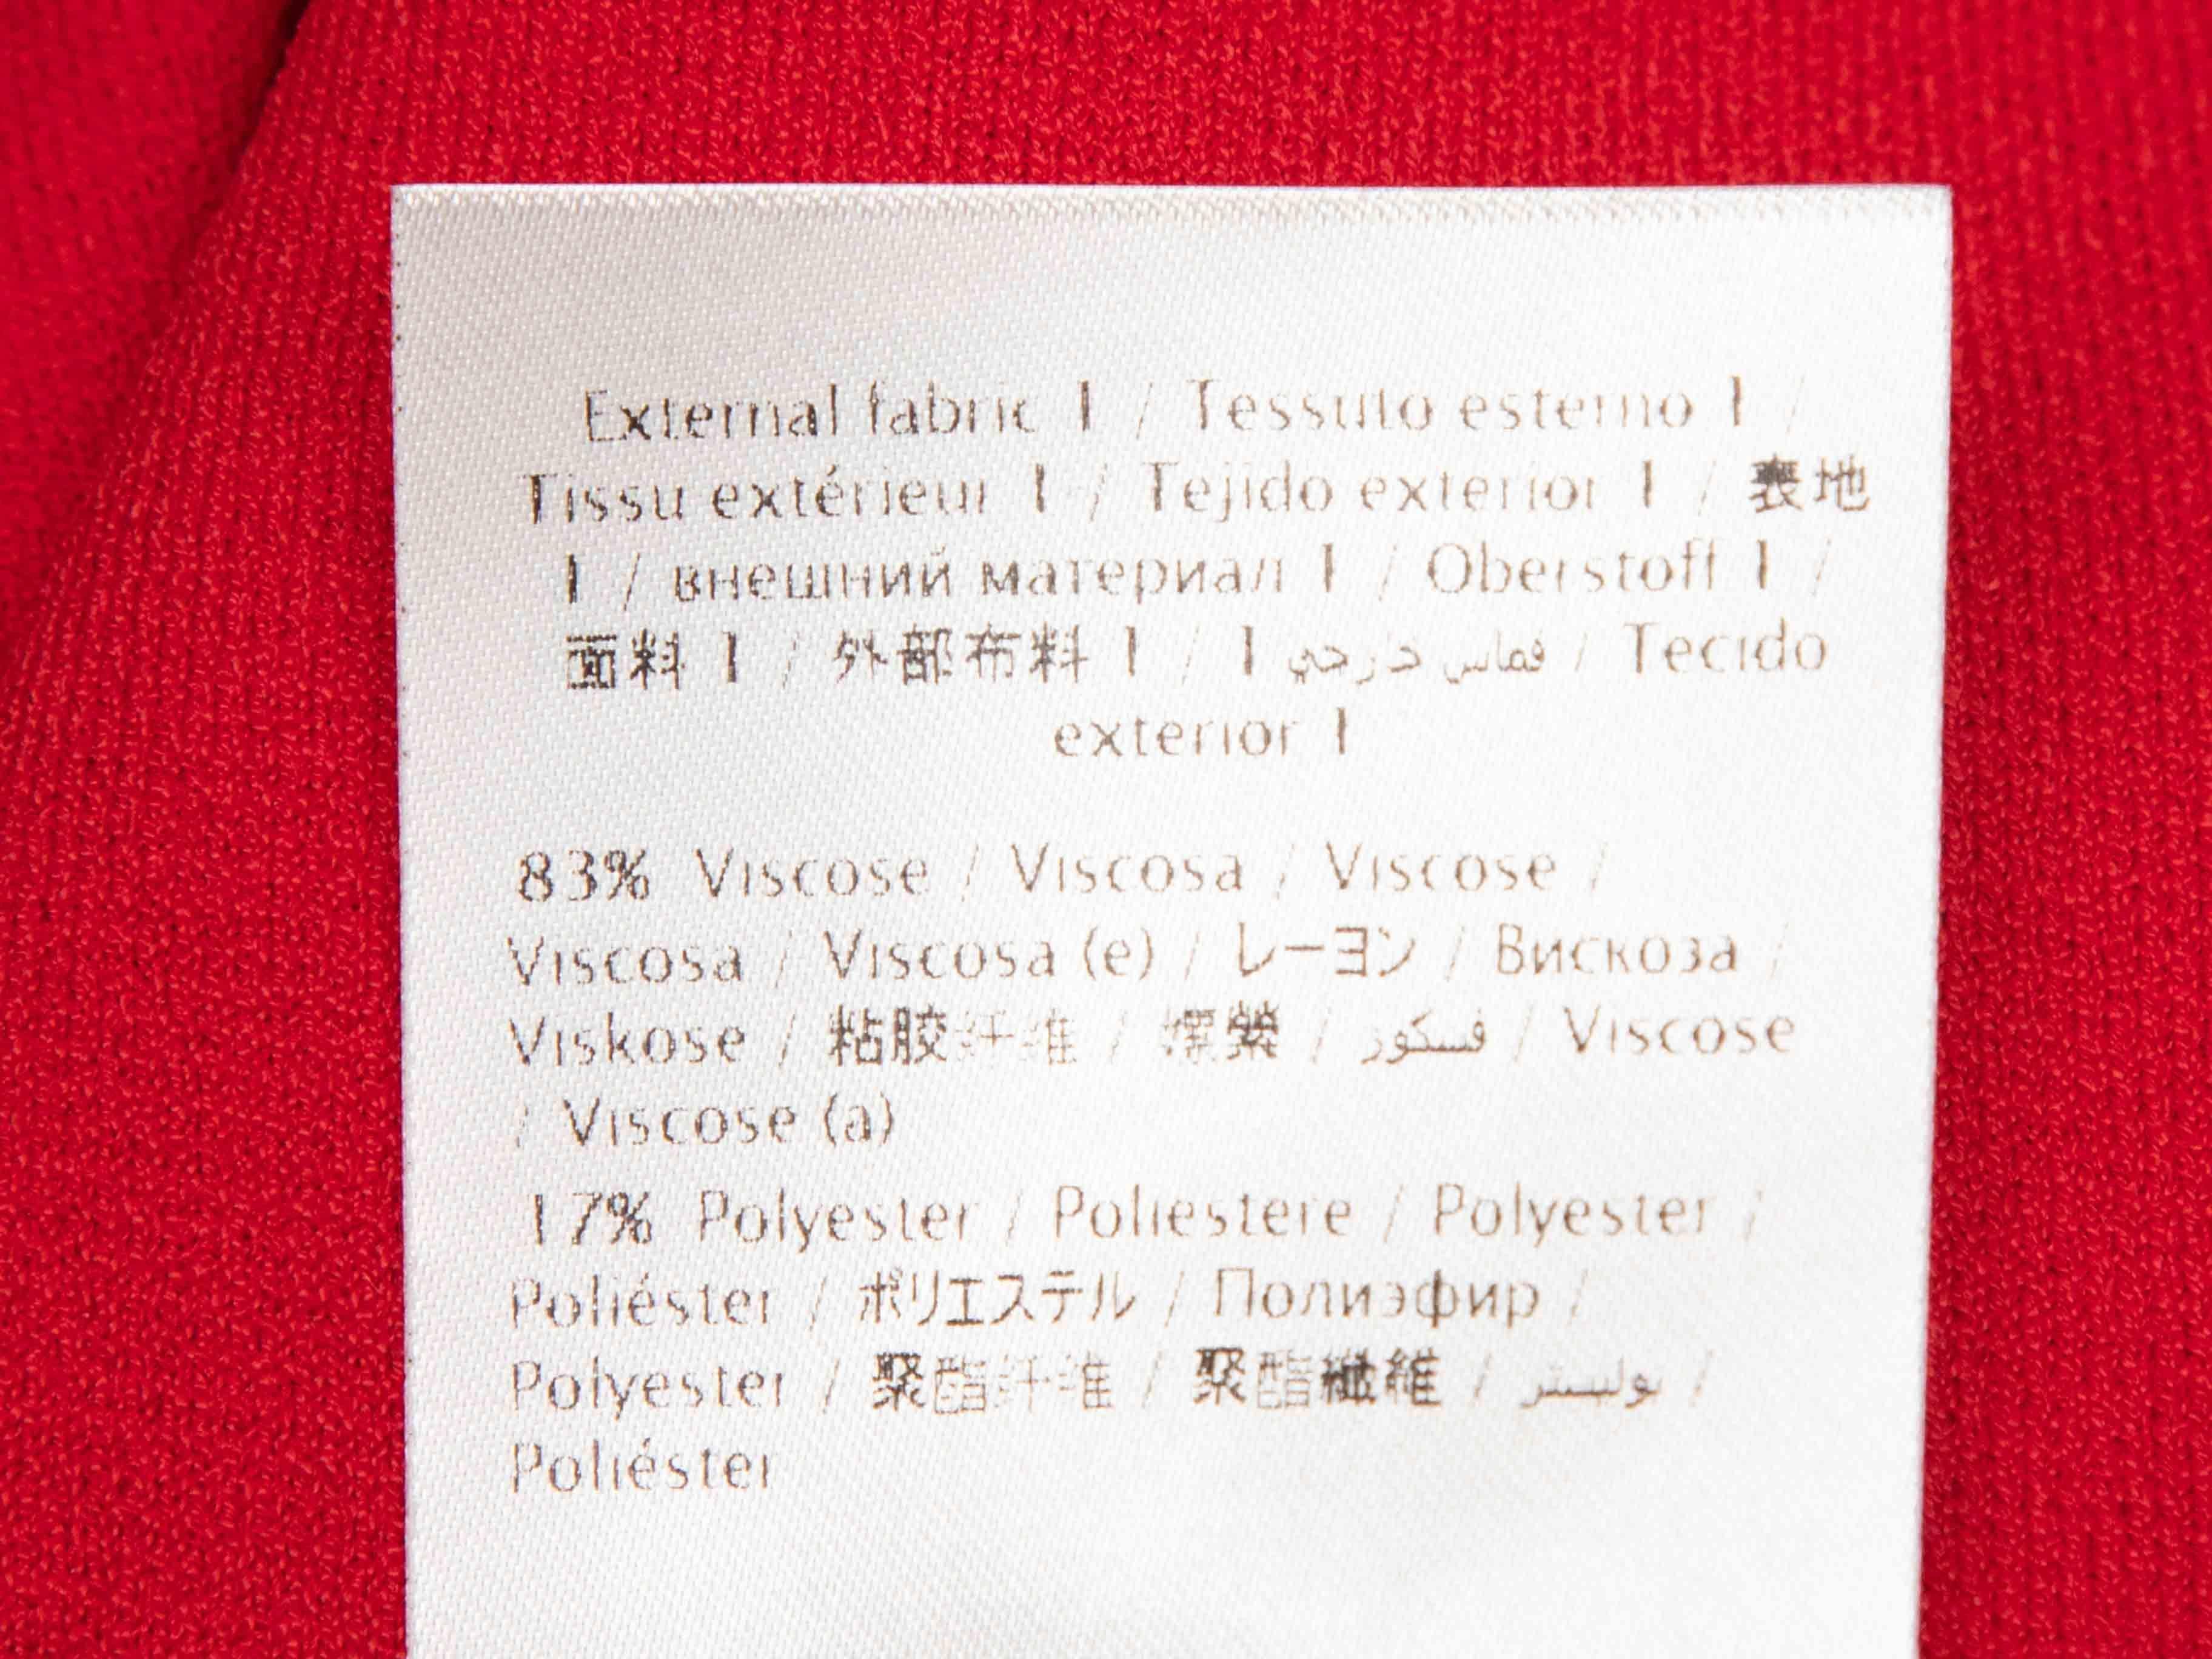 External fabric 1 / Tessuto esterno 1 /
Tissu extérieur 1 / Tejido exterior 1 / 表地
1 / внешний материал 1 / Oberstoff 1 /
面料 1 / 外部布料 1 / 1 قماس خارجي / Tecido
exterior 1
83% Viscose / Viscosa / Viscose /
Viscosa / Viscosa (e) / レーヨン / Вискоза /
Viskose / 粘胶纤维 / 嫘縈 / فسكوز / Viscose
/ Viscose (a)
17% Polyester / Poliestere / Polyester /
Poliéster / ポリエステル / Полиэфир /
Polyester / 聚酯纤维 / 聚酯纖維 / بوليستر /
Poliéster